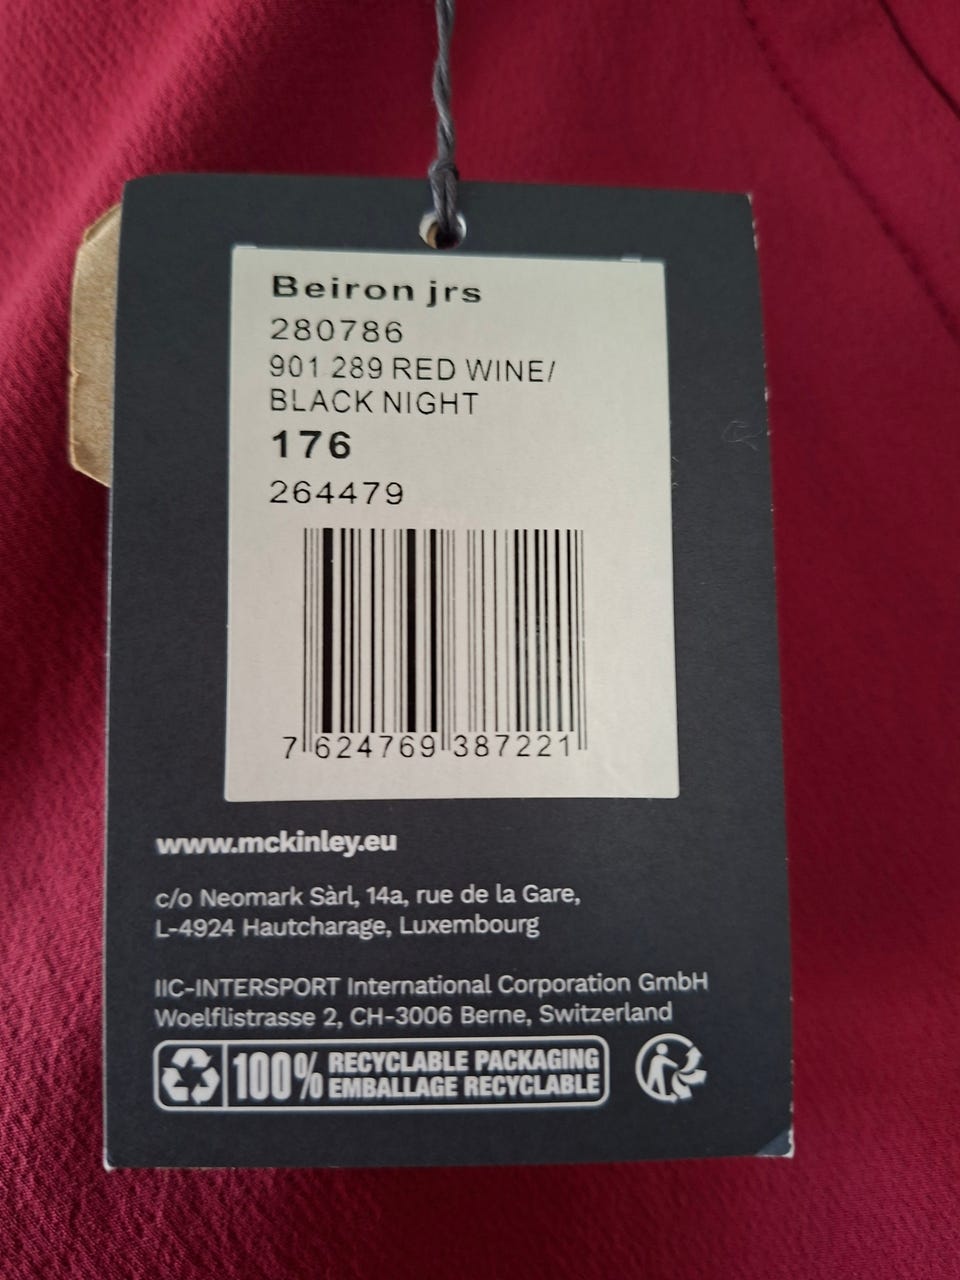 Beiron jrs
280786
901 289 RED WINE/
BLACK NIGHT
176
264479
7 624769 387221
www.mckinley.eu
c/o Neomark Sàrl, 14a, rue de la Gare,
L-4924 Hautcharage, Luxembourg
IIC-INTERSPORT International Corporation GmbH
Woelflistrasse 2, CH-3006 Berne, Switzerland
100% RECYCLABLE PACKAGING
EMBALLAGE RECYCLABLE